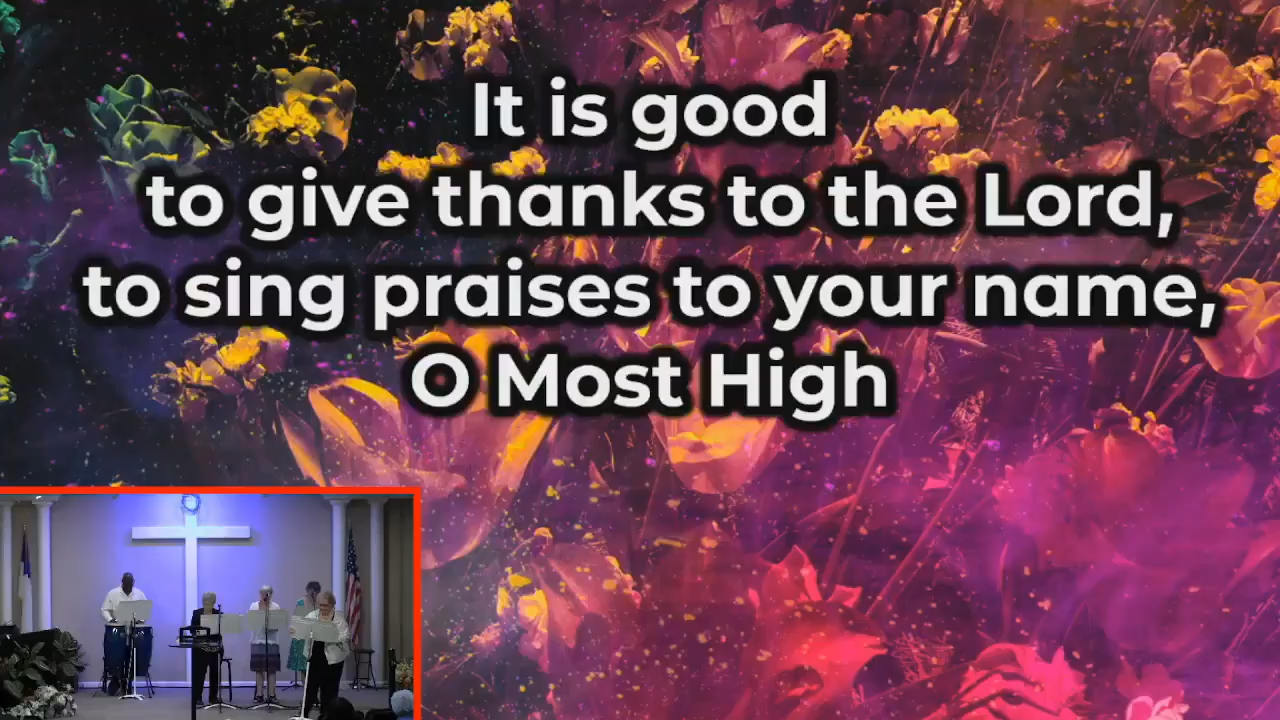 It is good
to give thanks to the Lord,
to sing praises to your name,
O Most High